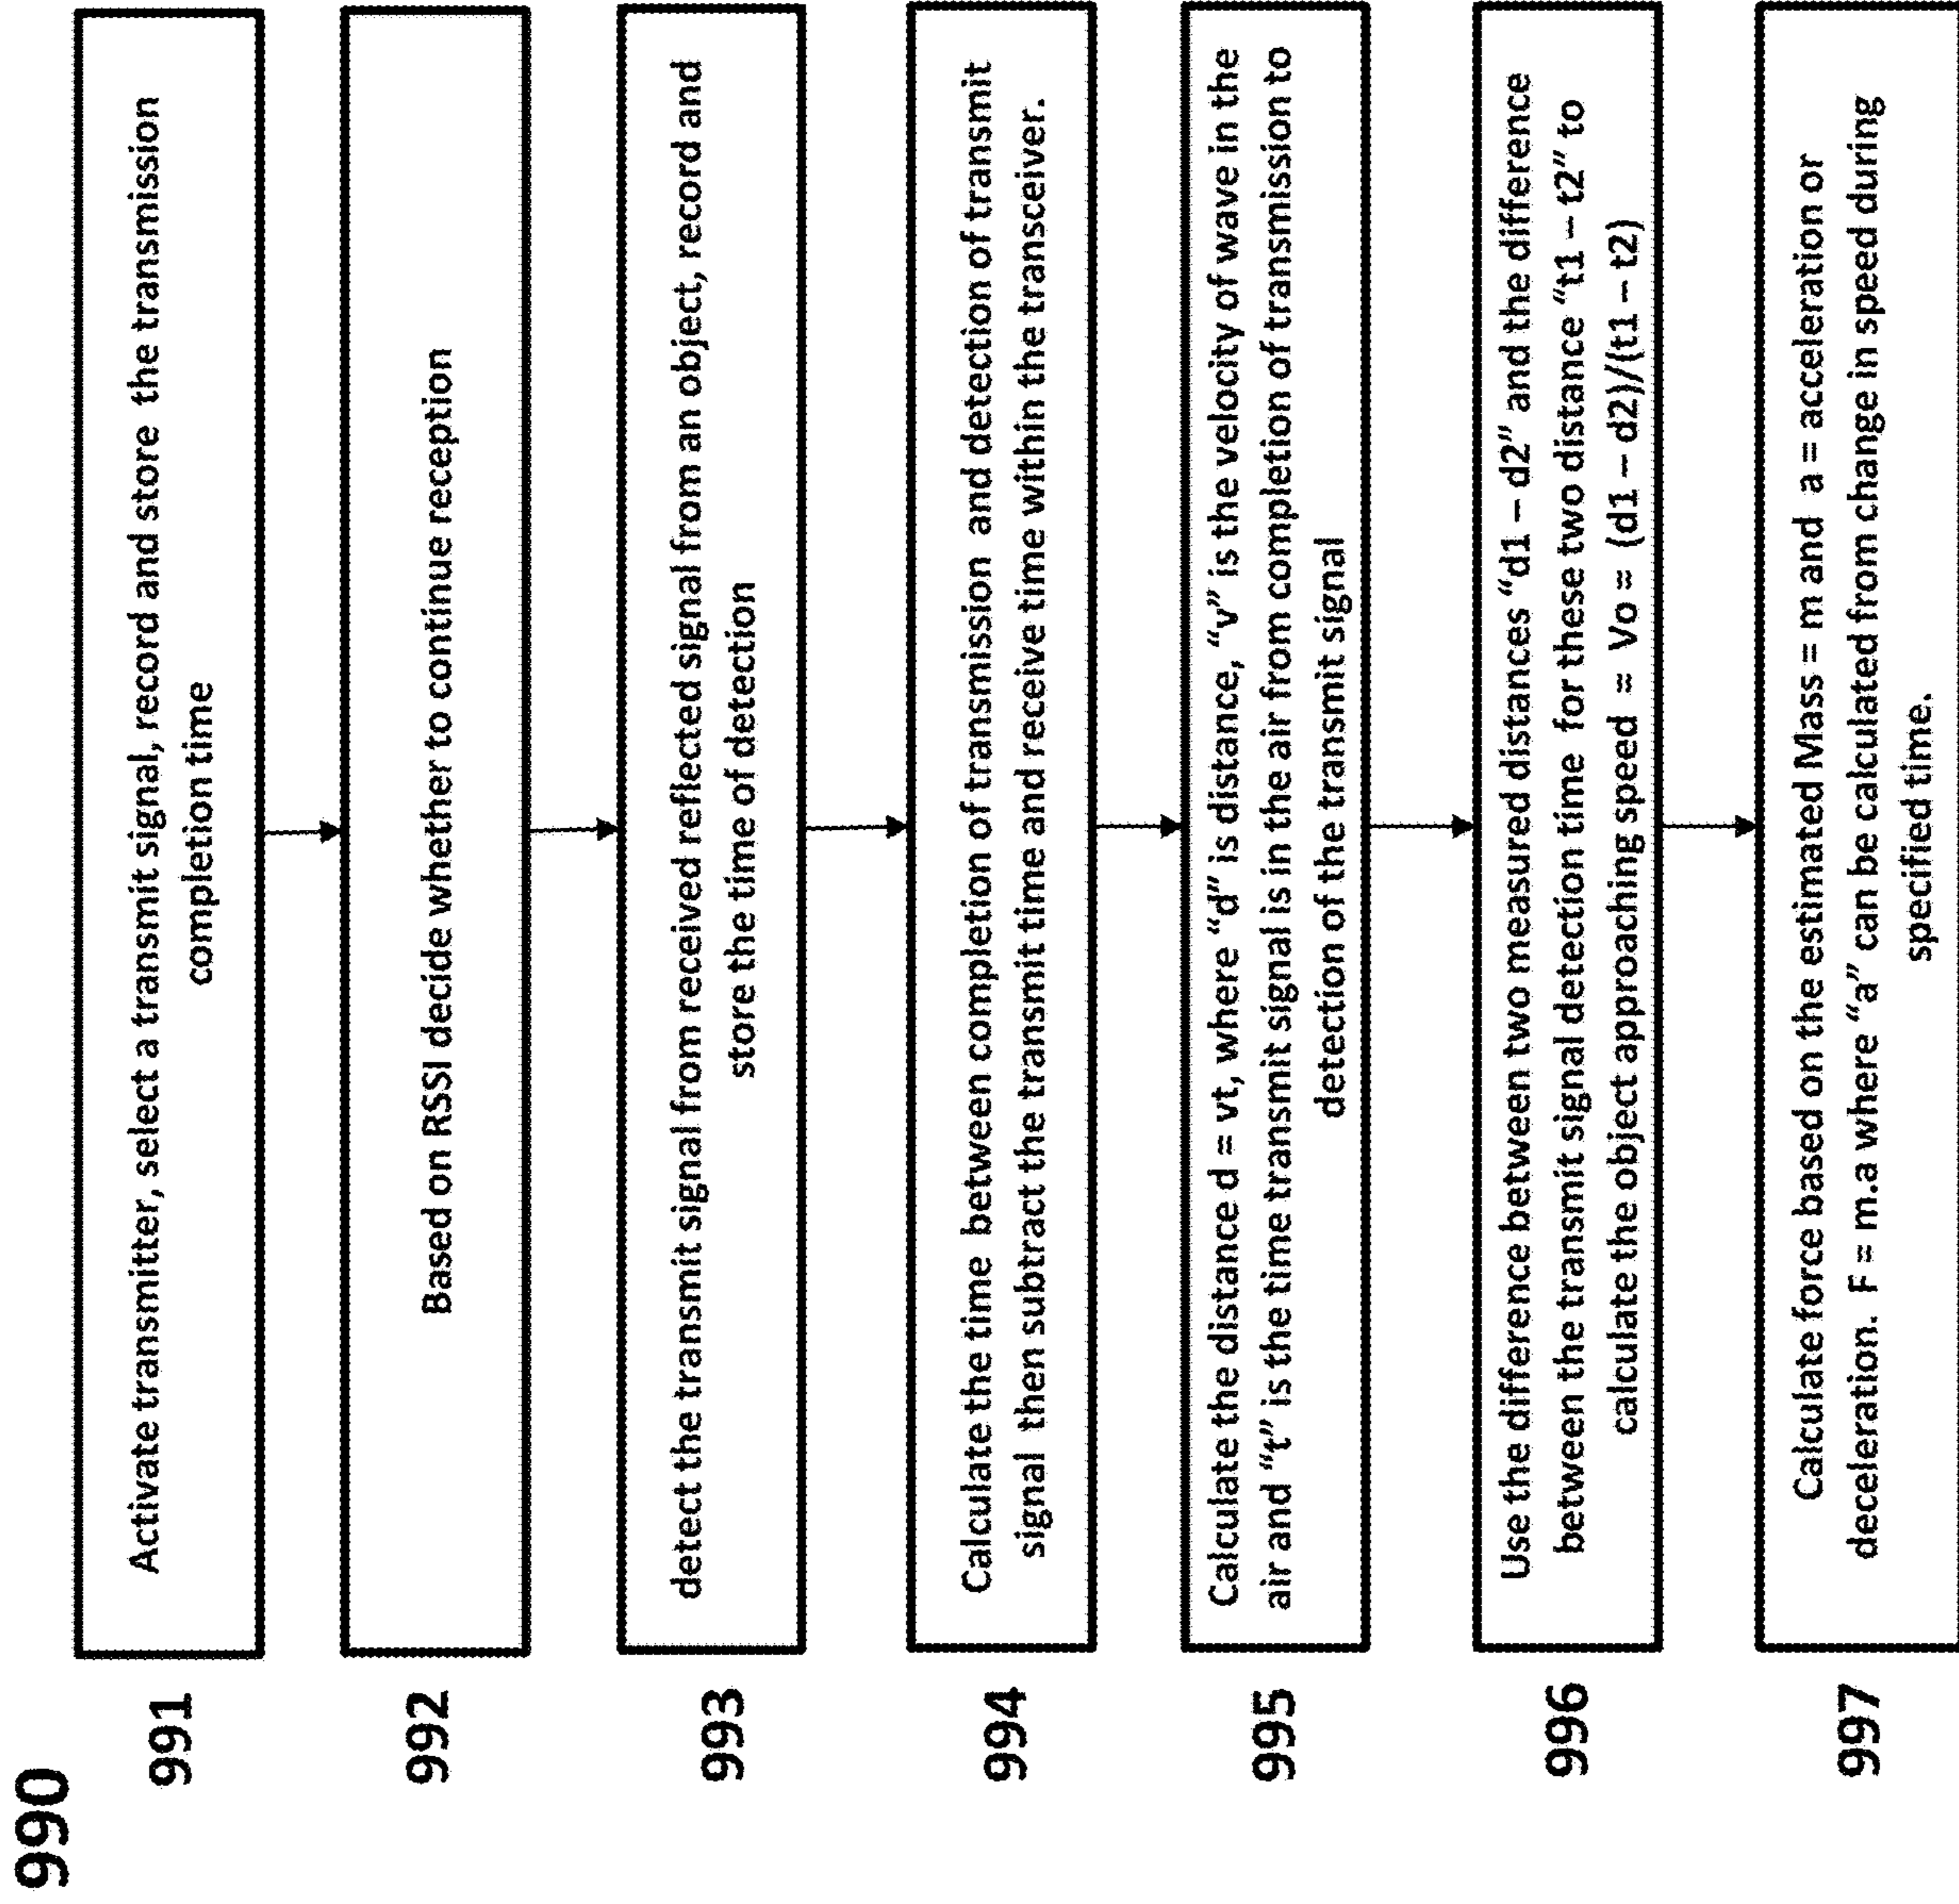 990
991
Activate transmitter, select a transmit signal, record and store the transmission
completion time
992
Based on RSSI decide whether to continue reception
993
detect the transmit signal from received reflected signal from an object, record and
store the time of detection
994
Calculate the time between completion of transmission and detection of transmit
signal then subtract the transmit time and receive time within the transceiver.
995
Calculate the distance d = vt, where “d” is distance, “v” is the velocity of wave in the
air and “t” is the time transmit signal is in the air from completion of transmission to
detection of the transmit signal
996
Use the difference between two measured distances “d1 – d2” and the difference
between the transmit signal detection time for these two distance “t1 – t2” to
calculate the object approaching speed = Vo = (d1 – d2)/(t1 – t2)
997
Calculate force based on the estimated Mass = m and a = acceleration or
deceleration. F = m.a where “a” can be calculated from change in speed during
specified time.